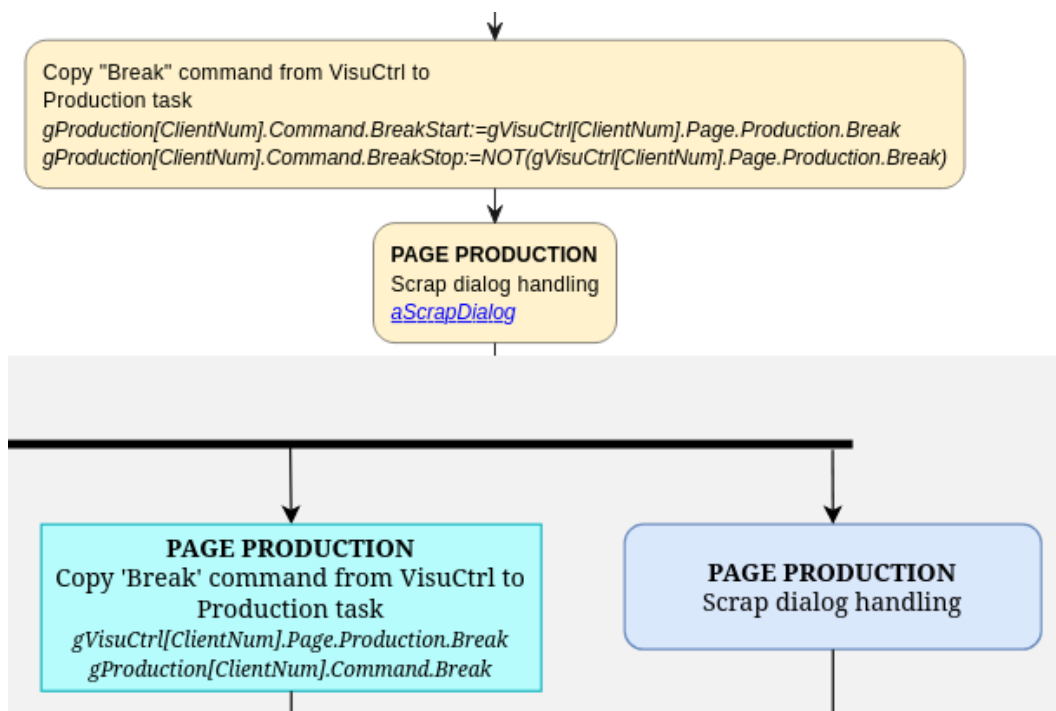 Copy "Break" command from VisuCtrl to
Production task
gProduction[ClientNum].Command.BreakStart:=gVisuCtrl[ClientNum].Page.Production.Break
gProduction[ClientNum].Command.BreakStop:=NOT(gVisuCtrl[ClientNum].Page.Production.Break)
PAGE PRODUCTION
Scrap dialog handling
aScrapDialog
PAGE PRODUCTION
Copy 'Break' command from VisuCtrl to
Production task
gVisuCtrl[ClientNum].Page.Production.Break
gProduction[ClientNum].Command.Break
PAGE PRODUCTION
Scrap dialog handling